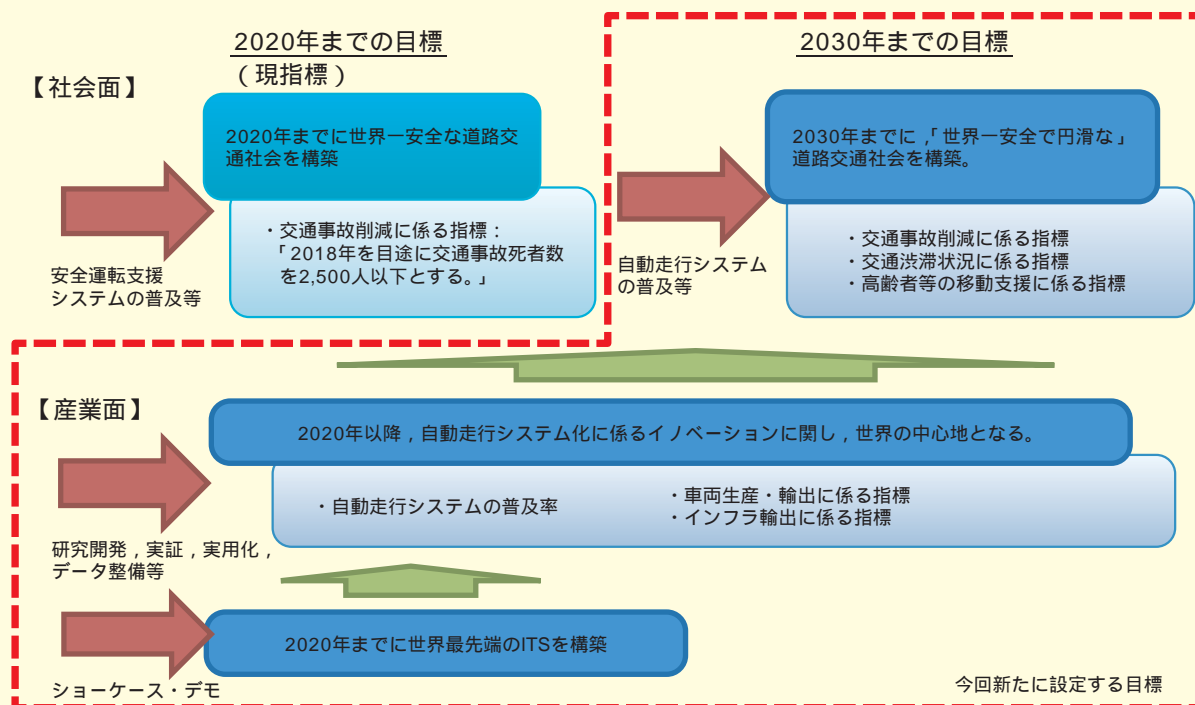 2020年までの目標
（現指標）
2030年までの目標
【社会面】
2020年までに世界一安全な道路交
通社会を構築
・交通事故削減に係る指標：
「2018年を目途に交通事故死者数
を2,500人以下とする。」
安全運転支援
システムの普及等
2030年までに，「世界一安全で円滑な」
道路交通社会を構築。
・交通事故削減に係る指標
・交通渋滞状況に係る指標
・高齢者等の移動支援に係る指標
自動走行システム
の普及等
【産業面】
2020年以降，自動走行システム化に係るイノベーションに関し，世界の中心地となる。
・自動走行システムの普及率
・車両生産・輸出に係る指標
・インフラ輸出に係る指標
研究開発，実証，実用化，
データ整備等
2020年までに世界最先端のITSを構築
ショーケース・デモ
今回新たに設定する目標